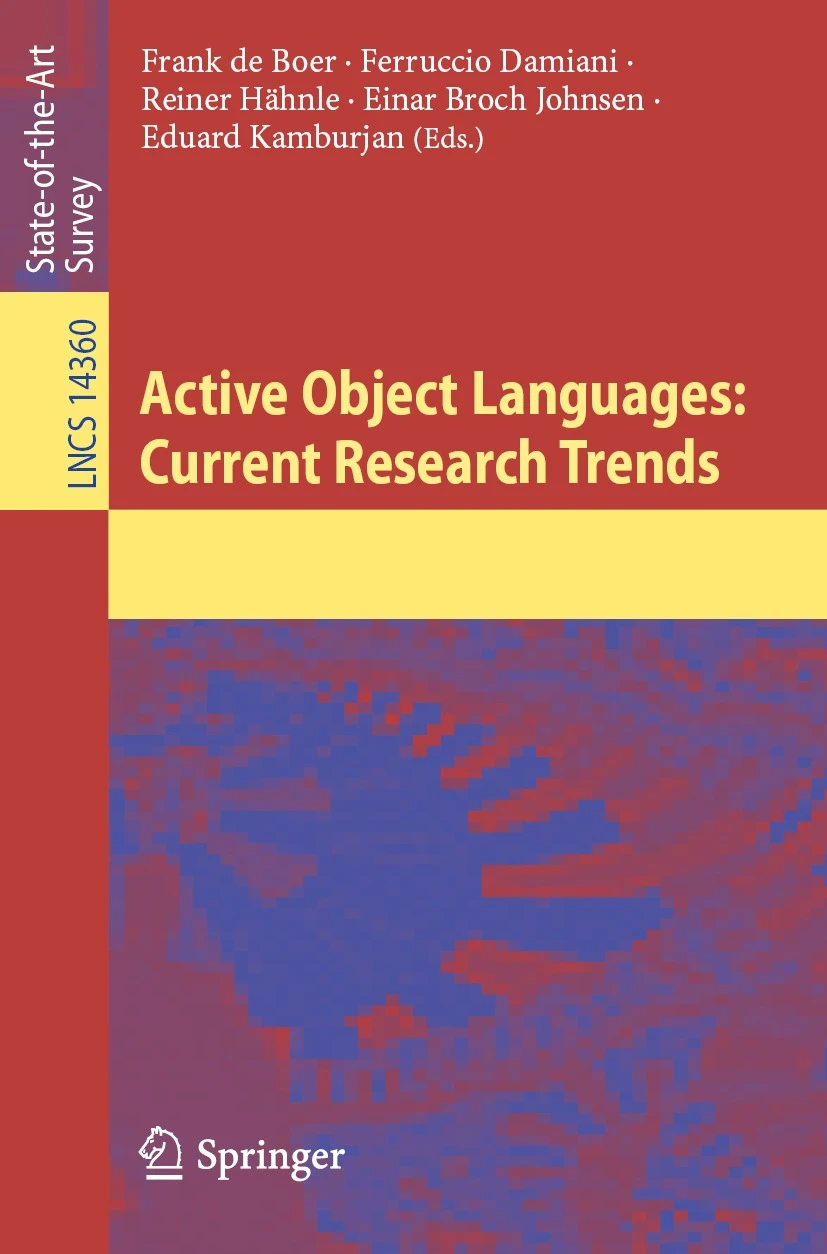 Frank de Boer · Ferruccio Damiani ·
Reiner Hähnle · Einar Broch Johnsen ·
Eduard Kamburjan (Eds.)
State-of-the-Art
Survey
LNCS 14360
Active Object Languages:
Current Research Trends
Springer